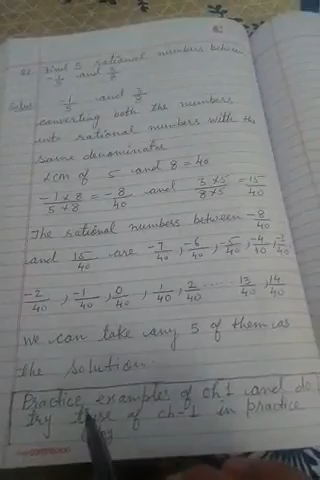 Q2 Find 5 rational numbers between
-1/5 and 3/8
Soln: -1/5 and 3/8
converting both the numbers
into rational numbers with the
same denominator
LCM of 5 and 8 = 40
-1×8/5×8 = -8/40 and 3×5/8×5 = 15/40
The rational numbers between -8/40
and 15/40 are -7/40, -6/40, -5/40, -4/40, -3/40
-2/40, -1/40, 0/40, 1/40, 2/40 ...... 13/40, 14/40
We can take any 5 of them as
the solution.
Practice examples of ch 1 and do
try these of ch-1 in practice